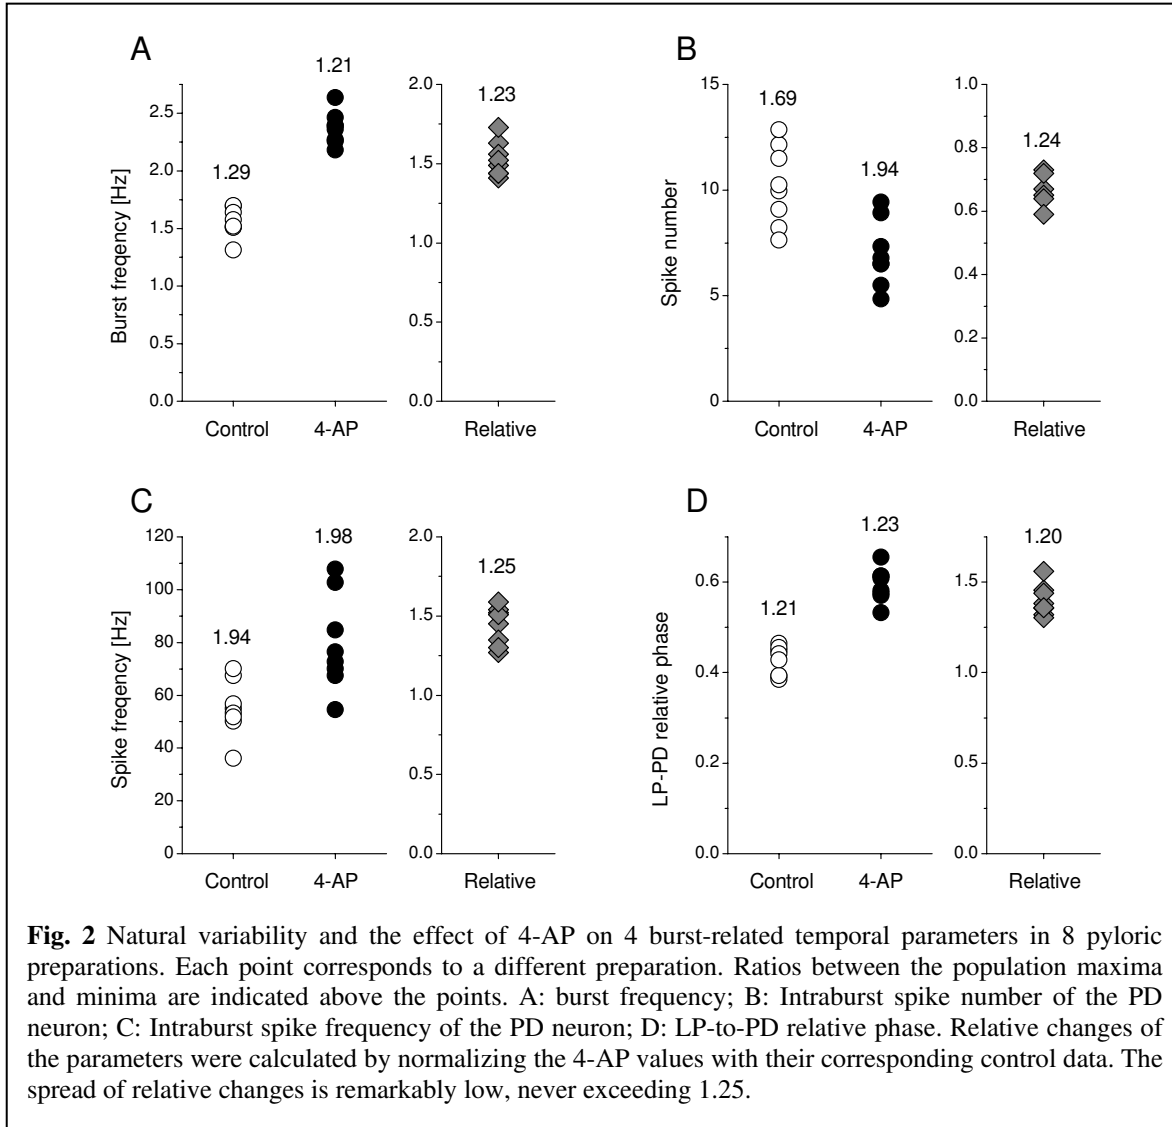 A
B
1.21
1.29
1.23
2.5
2.0
1.5
1.0
0.5
0.0
Burst freqency [Hz]
Control
4-AP
2.0
1.5
1.0
0.5
0.0
Relative
1.69
1.94
1.24
15
10
5
0
Spike number
Control
4-AP
1.0
0.8
0.6
0.4
0.2
0.0
Relative
C
D
1.94
1.98
1.25
120
100
80
60
40
20
0
Spike freqency [Hz]
Control
4-AP
2.0
1.5
1.0
0.5
0.0
Relative
1.21
1.23
1.20
0.6
0.4
0.2
0.0
LP-PD relative phase
Control
4-AP
1.5
1.0
0.5
0.0
Relative
Fig. 2 Natural variability and the effect of 4-AP on 4 burst-related temporal parameters in 8 pyloric
preparations. Each point corresponds to a different preparation. Ratios between the population maxima
and minima are indicated above the points. A: burst frequency; B: Intraburst spike number of the PD
neuron; C: Intraburst spike frequency of the PD neuron; D: LP-to-PD relative phase. Relative changes of
the parameters were calculated by normalizing the 4-AP values with their corresponding control data. The
spread of relative changes is remarkably low, never exceeding 1.25.